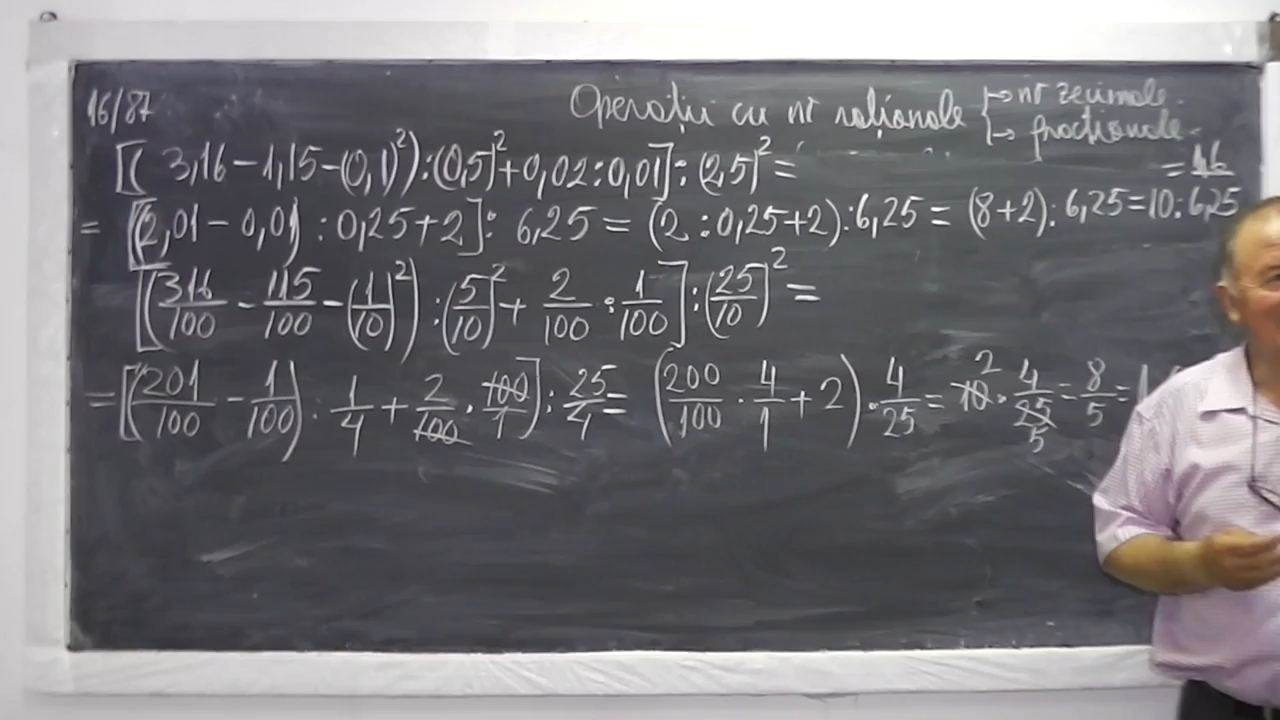 16/87
Operații cu nr raționale { → nr zecimale.
→ fracționale.
[(3,16 − 1,15 − (0,1)²) : (0,5)² + 0,02 : 0,01] : (2,5)² =
= 1,6
= [(2,01 − 0,01) : 0,25 + 2] : 6,25 = (2 : 0,25 + 2) : 6,25 = (8 + 2) : 6,25 = 10 : 6,25
[(316/100 − 115/100 − (1/10)²) : (5/10)² + 2/100 : 1/100] : (25/10)² =
= [(201/100 − 1/100) : 1/4 + 2/100 · 100/1] : 25/4 = (200/100 · 4/1 + 2) · 4/25 = 10 2 · 4/25 5 = 8/5 =